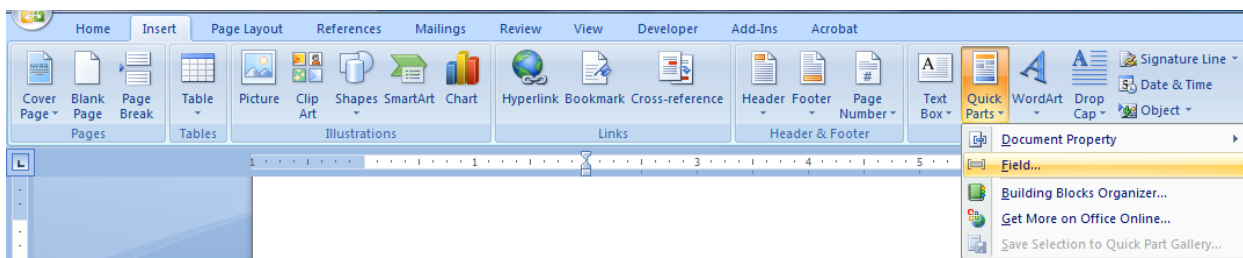 Home Insert Page Layout References Mailings Review View Developer Add-Ins Acrobat
Cover Page Blank Page Page Break Table Picture Clip Art Shapes SmartArt Chart Hyperlink Bookmark Cross-reference Header Footer Page Number Text Box Quick Parts WordArt Drop Cap
A A A
#
Signature Line
Date & Time
Object
Pages Tables Illustrations Links Header & Footer
L 1 1 3 4 5
Document Property
Field...
Building Blocks Organizer...
Get More on Office Online...
Save Selection to Quick Part Gallery...